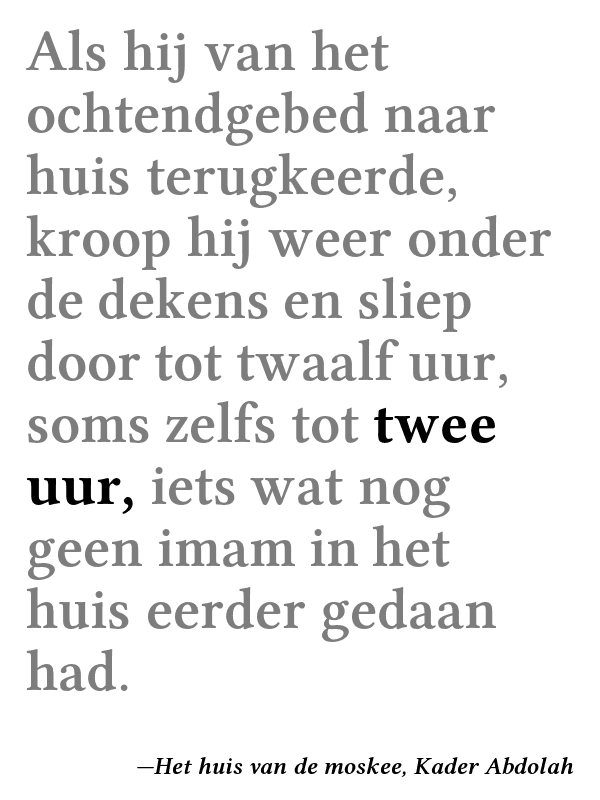 Als hij van het
ochtendgebed naar
huis terugkeerde,
kroop hij weer onder
de dekens en sliep
door tot twaalf uur,
soms zelfs tot twee
uur, iets wat nog
geen imam in het
huis eerder gedaan
had.
—Het huis van de moskee, Kader Abdolah